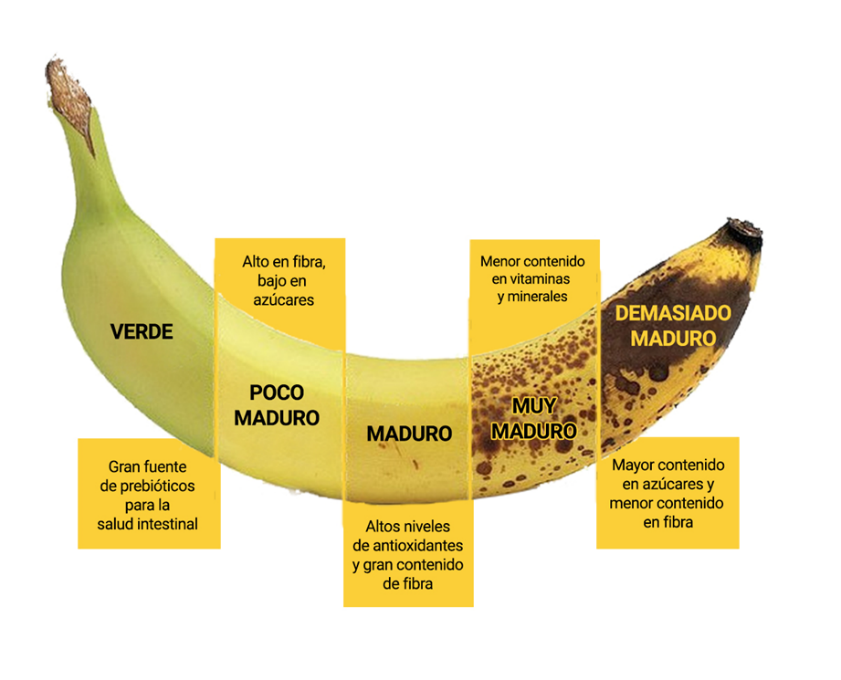 VERDE
Gran fuente
de prebióticos
para la
salud intestinal
Alto en fibra,
bajo en
azúcares
POCO
MADURO
MADURO
Altos niveles
de antioxidantes
y gran contenido
de fibra
Menor contenido
en vitaminas
y minerales
MUY
MADURO
DEMASIADO
MADURO
Mayor contenido
en azúcares y
menor contenido
en fibra